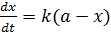 dx/dt = k(a − x)